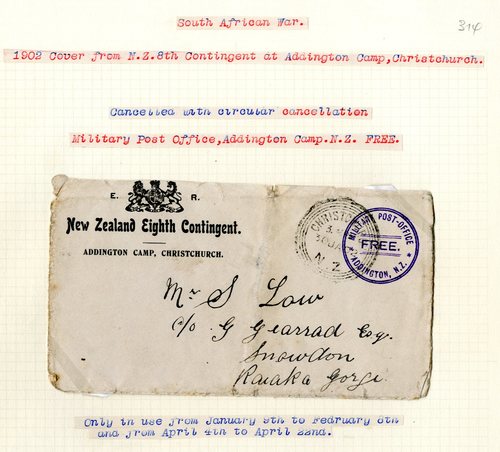 South African War.
314
1902 Cover from N.Z.8th Contingent at Addington Camp,Christchurch.
Cancelled with circular cancellation
Military Post Office,Addington Camp.N.Z. FREE.
E. R.
New Zealand Eighth Contingent.
ADDINGTON CAMP, CHRISTCHURCH.
CHRISTC
N Z
MILITARY POST-OFFICE
FREE.
ADDINGTON, N.Z.
Mr S Low
c/o G Gearrad Esq.
Snowdon
Raiaka Gorge
Only in use from January 9th to February 8th
and from April 4th to April 22nd.